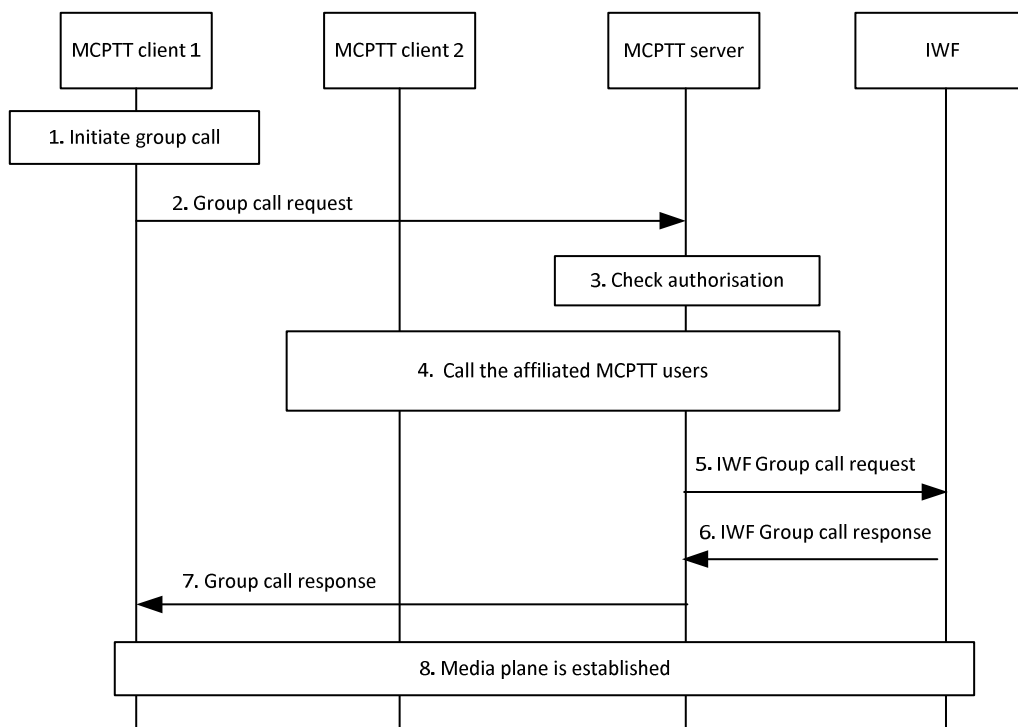 MCPTT client 1
MCPTT client 2
MCPTT server
IWF
1. Initiate group call
2. Group call request
3. Check authorisation
4. Call the affiliated MCPTT users
5. IWF Group call request
6. IWF Group call response
7. Group call response
8. Media plane is established